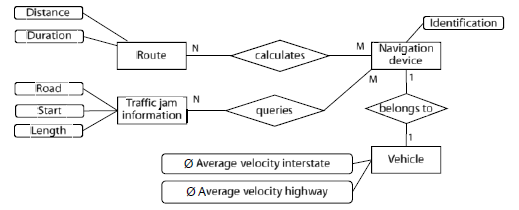 Distance
Identification
Duration
Route
N
calculates
M
Navigation
device
M
1
Road
Start
Length
Traffic jam
information
N
queries
belongs to
1
Ø Average velocity interstate
Vehicle
Ø Average velocity highway